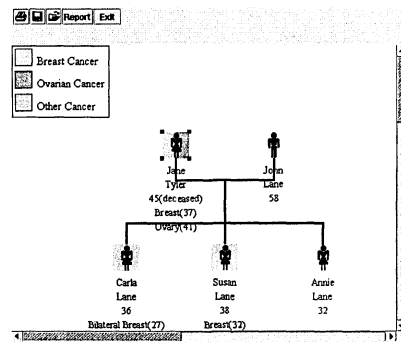 Report Exit
Breast Cancer
Ovarian Cancer
Other Cancer
Jane
Tyler
45(deceased)
Breast(37)
Ovary(41)
John
Lane
58
Carla
Lane
36
Bilateral Breast(27)
Susan
Lane
38
Breast(32)
Annie
Lane
32